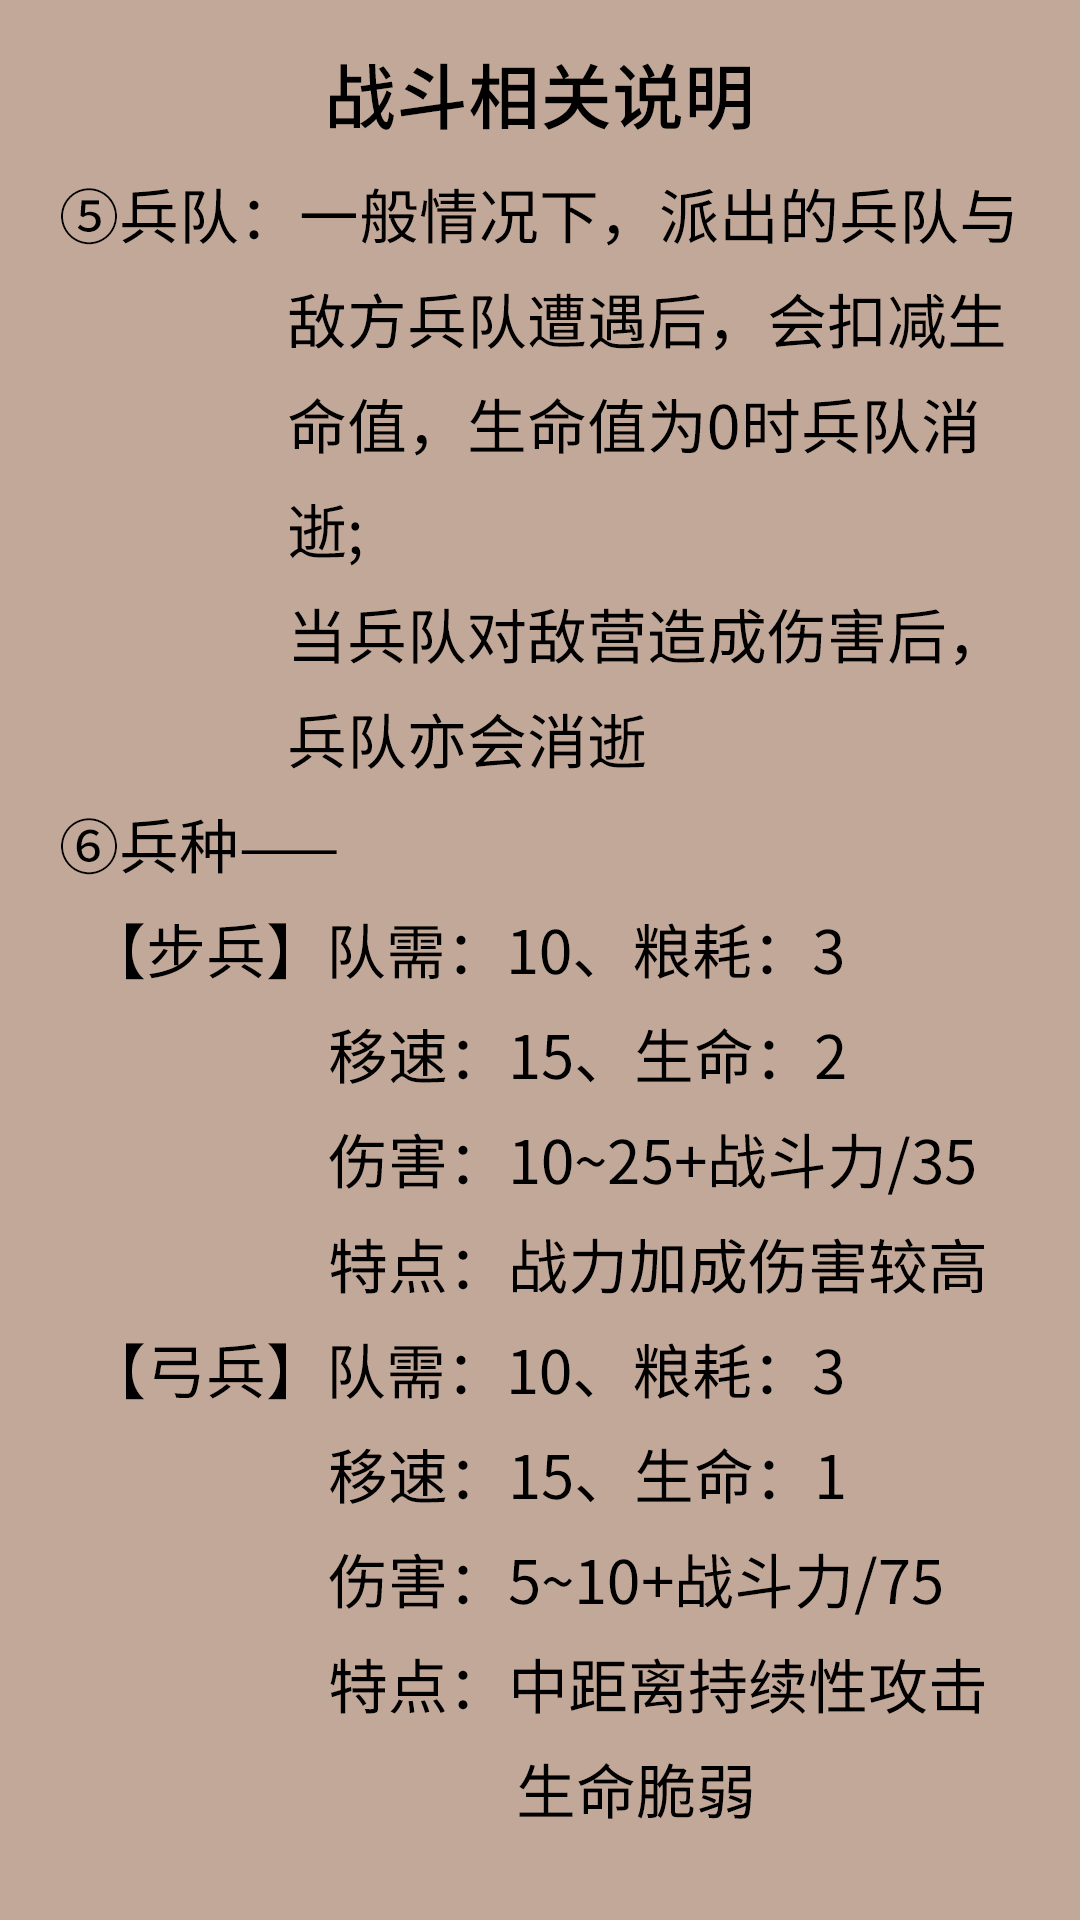 战斗相关说明
⑤兵队：一般情况下，派出的兵队与
敌方兵队遭遇后，会扣减生
命值，生命值为0时兵队消
逝;
当兵队对敌营造成伤害后，
兵队亦会消逝
⑥兵种——
【步兵】队需：10、粮耗：3
移速：15、生命：2
伤害：10~25+战斗力/35
特点：战力加成伤害较高
【弓兵】队需：10、粮耗：3
移速：15、生命：1
伤害：5~10+战斗力/75
特点：中距离持续性攻击
生命脆弱